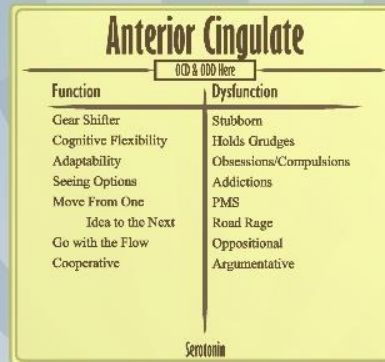 Anterior Cingulate
OCD & ODD Here
Function
Gear Shifter
Cognitive Flexibility
Adaptability
Seeing Options
Move From One
Idea to the Next
Go with the Flow
Cooperative
Dysfunction
Stubborn
Holds Grudges
Obsessions/Compulsions
Addictions
PMS
Road Rage
Oppositional
Argumentative
Serotonin